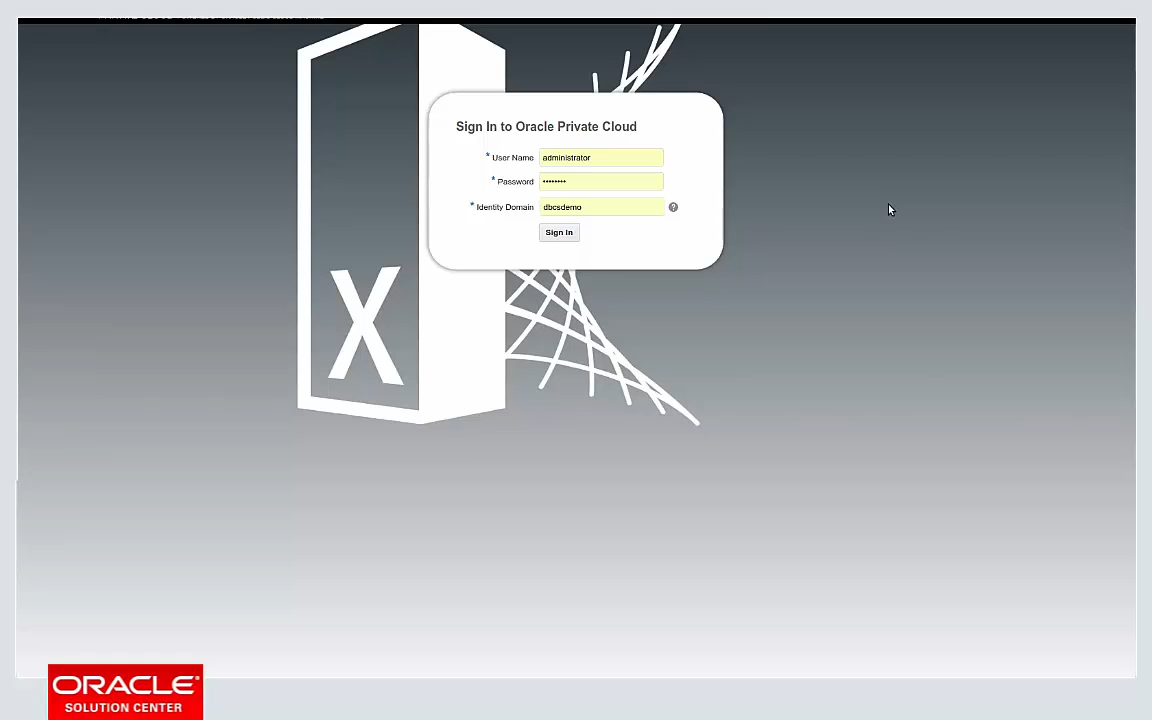 Sign In to Oracle Private Cloud
* User Name administrator
* Password ••••••••
* Identity Domain dbcsdemo ?
Sign In
X
ORACLE®
SOLUTION CENTER